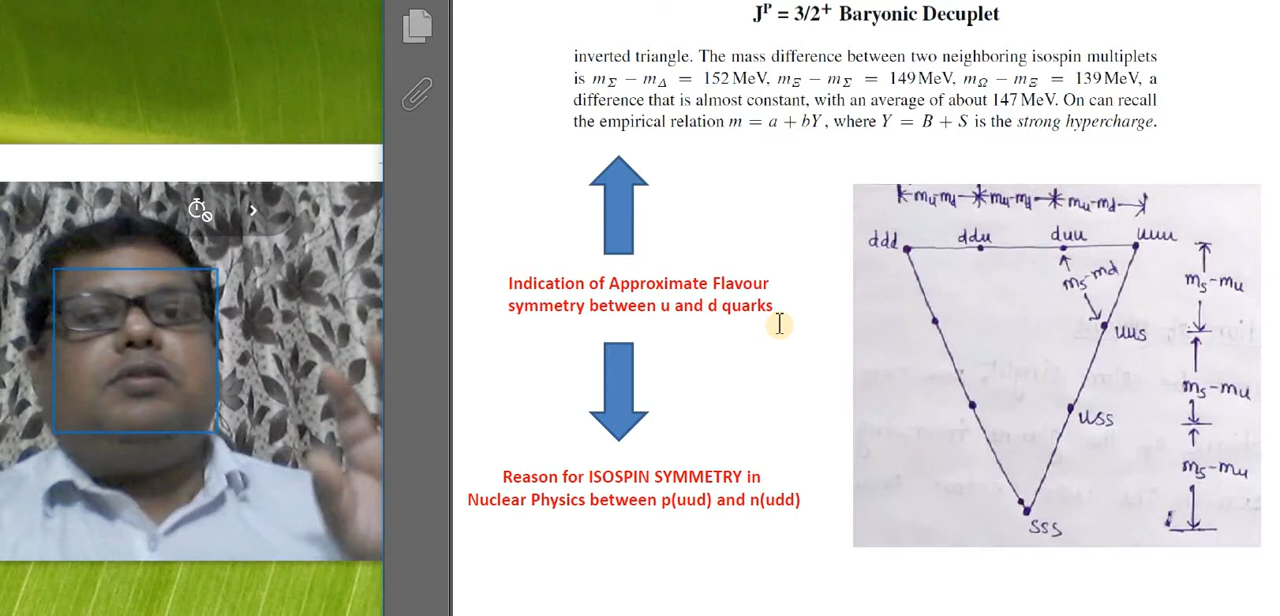 J^P = 3/2⁺ Baryonic Decuplet
inverted triangle. The mass difference between two neighboring isospin multiplets
is m_Σ − m_Δ = 152 MeV, m_Ξ − m_Σ = 149 MeV, m_Ω − m_Ξ = 139 MeV, a
difference that is almost constant, with an average of about 147 MeV. On can recall
the empirical relation m = a + bY, where Y = B + S is the strong hypercharge.
Indication of Approximate Flavour
symmetry between u and d quarks
Reason for ISOSPIN SYMMETRY in
Nuclear Physics between p(uud) and n(udd)
mu-md mu-md mu-md
ddd ddu duu uuu
ms-md
ms-mu
uus
ms-mu
uss
ms-mu
sss